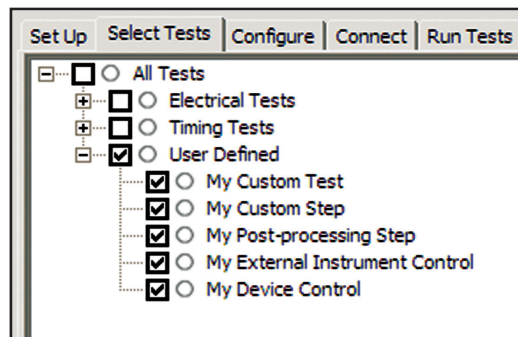 Set Up Select Tests Configure Connect Run Tests
All Tests
Electrical Tests
Timing Tests
User Defined
My Custom Test
My Custom Step
My Post-processing Step
My External Instrument Control
My Device Control